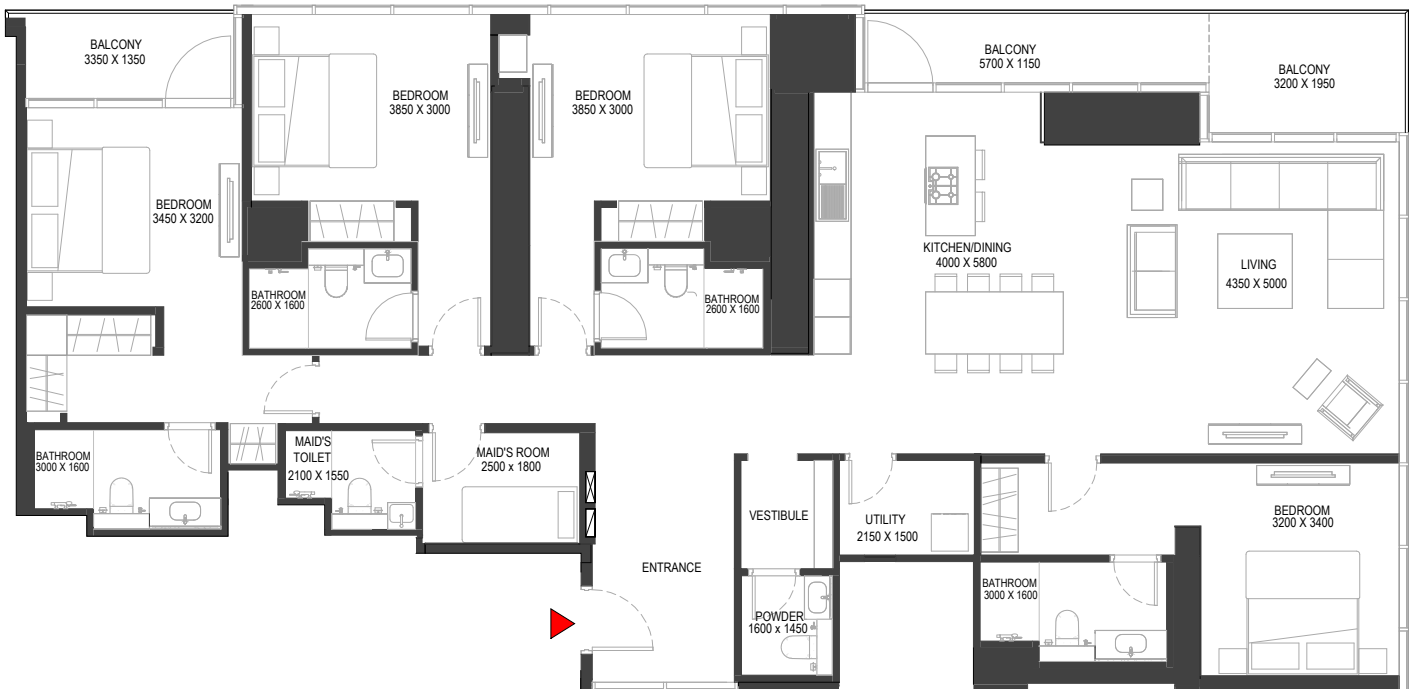 BALCONY
3350 X 1350
BEDROOM
3850 X 3000
BEDROOM
3850 X 3000
BALCONY
5700 X 1150
BALCONY
3200 X 1950
BEDROOM
3450 X 3200
KITCHEN/DINING
4000 X 5800
LIVING
4350 X 5000
BATHROOM
2600 X 1600
BATHROOM
2600 X 1600
BATHROOM
3000 X 1600
MAID'S
TOILET
2100 X 1550
MAID'S ROOM
2500 x 1800
VESTIBULE
UTILITY
2150 X 1500
BEDROOM
3200 X 3400
ENTRANCE
BATHROOM
3000 X 1600
POWDER
1600 x 1450